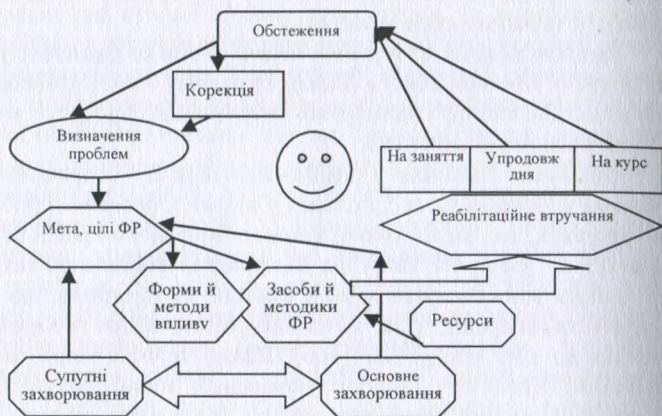 Обстеження
Корекція
Визначення
проблем
На заняття
Упродовж
дня
На курс
Мета, цілі ФР
Реабілітаційне втручання
Форми й
методи
впливу
Засоби й
методики
ФР
Ресурси
Супутні
захворювання
Основне
захворювання